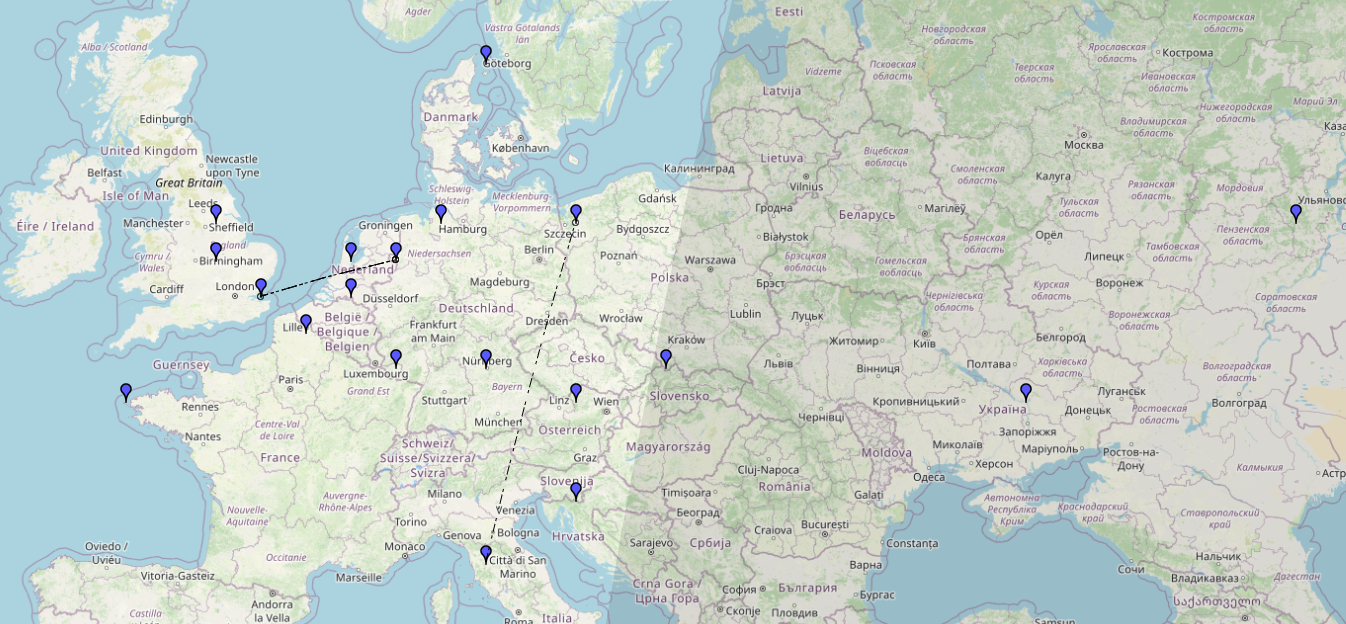 Agder
Västra Götalands
län
Göteborg
Eesti
Новгородская
область
Костромская
область
Alba / Scotland
Ярославская
область
Кострома
Псковская
область
Тверская
область
Ивановская
область
Vidzeme
Latvija
Danmark
Edinburgh
København
Нижегородская
область
Марий Эл
Владимирская
область
Москва
United Kingdom
Newcastle
upon Tyne
Belfast
Great Britain
Isle of Man
Leeds
Калининград
Lietuva
Vilnius
Віцебская
вобласць
Смоленская
область
Калуга
Рязанская
область
Мордовия
Schleswig-
Holstein
Mecklenburg-
Vorpommern
Gdańsk
Гродна
Беларусь
Магілёў
Тульская
область
Орёл
Пензенская
область
Éire / Ireland
Manchester
Sheffield
Groningen
Hamburg
Szczecin
Bydgoszcz
Białystok
Брянская
область
Тамбовская
область
Cymru /
Wales
England
Birmingham
Niedersachsen
Berlin
Poznań
Warszawa
Брэсцкая
вобласць
Гомельская
вобласць
Липецк
Nederland
Polska
Cardiff
London
Magdeburg
Брэст
Курская
область
Воронеж
Düsseldorf
Deutschland
Чернігівська
область
Саратовская
область
België
Belgique
Belgien
Lille
Dresden
Wrocław
Lublin
Луцьк
Воронежская
область
Frankfurt
am Main
Kraków
Житомир
Київ
Белгород
Guernsey
Česko
Львів
Вінниця
Полтава
Харківська
область
Волгоградская
область
Luxembourg
Nürnberg
Paris
Grand Est
Bayern
Луганськ
Rennes
Stuttgart
Linz
Wien
Slovensko
Кропивницький
Україна
Донецьк
Ростовская
область
Волгоград
Nantes
Centre-Val
de Loire
München
Österreich
Чернівці
Запоріжжя
France
Schweiz/
Suisse/Svizzera/
Svizra
Graz
Magyarország
Moldova
Миколаїв
Маріуполь
Ростов-на-
Дону
Cluj-Napoca
România
Херсон
Калмыкия
Slovenija
Одеса
Nouvelle-
Aquitaine
Auvergne-
Rhône-Alpes
Milano
Timișoara
Galați
Автономна
Республіка
Крим
Краснодарский
край
Ставропольский
край
Torino
Venezia
Београд
Craiova
București
Genova
Bologna
Hrvatska
Sarajevo
Србија
Constanța
Oviedo /
Uviéu
Occitanie
Monaco
Città di San
Marino
Нальчик
Vitoria-Gasteiz
Marseille
Варна
Сочи
Владикавказ
Дагестан
Crna Gora /
Црна Гора
София
България
Бургас
საქართველო
Andorra
la Vella
Castilla
Roma
Italia
Скопје
Пловдив
Samsun